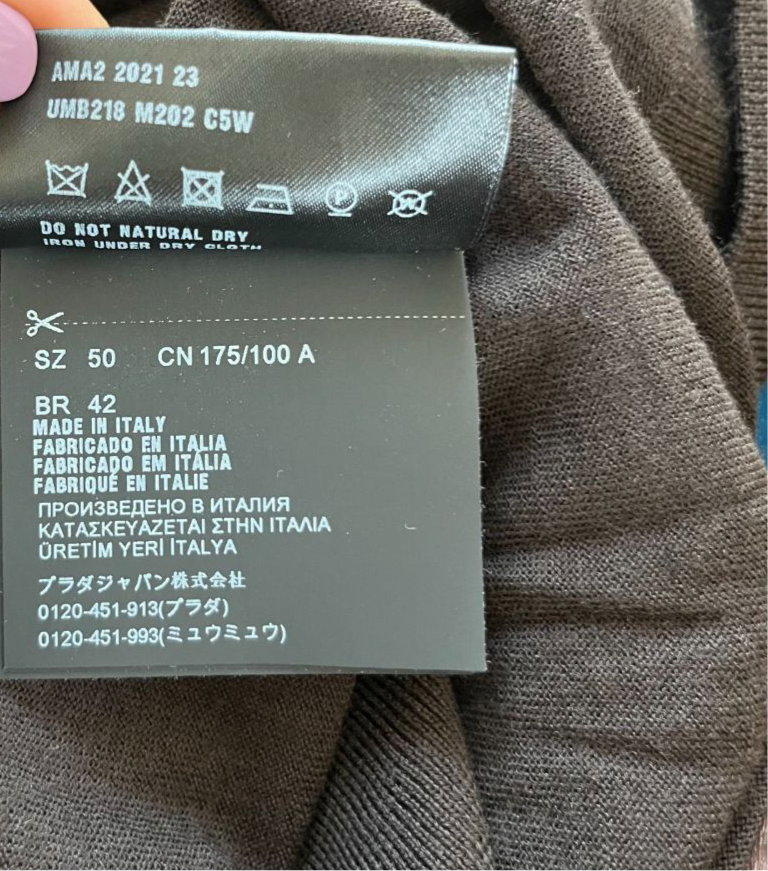 AMA2 2021 23
UMB218 M202 C5W
P
W
DO NOT NATURAL DRY
IRON UNDER DRY CLOTH
SZ 50 CN 175/100 A
BR 42
MADE IN ITALY
FABRICADO EN ITALIA
FABRICADO EM ITÁLIA
FABRIQUÉ EN ITALIE
ПРОИЗВЕДЕНО В ИТАЛИЯ
ΚΑΤΑΣΚΕΥΑΖΕΤΑΙ ΣΤΗΝ ΙΤΑΛΙΑ
ÜRETİM YERİ İTALYA
プラダジャパン株式会社
0120-451-913(プラダ)
0120-451-993(ミュウミュウ)